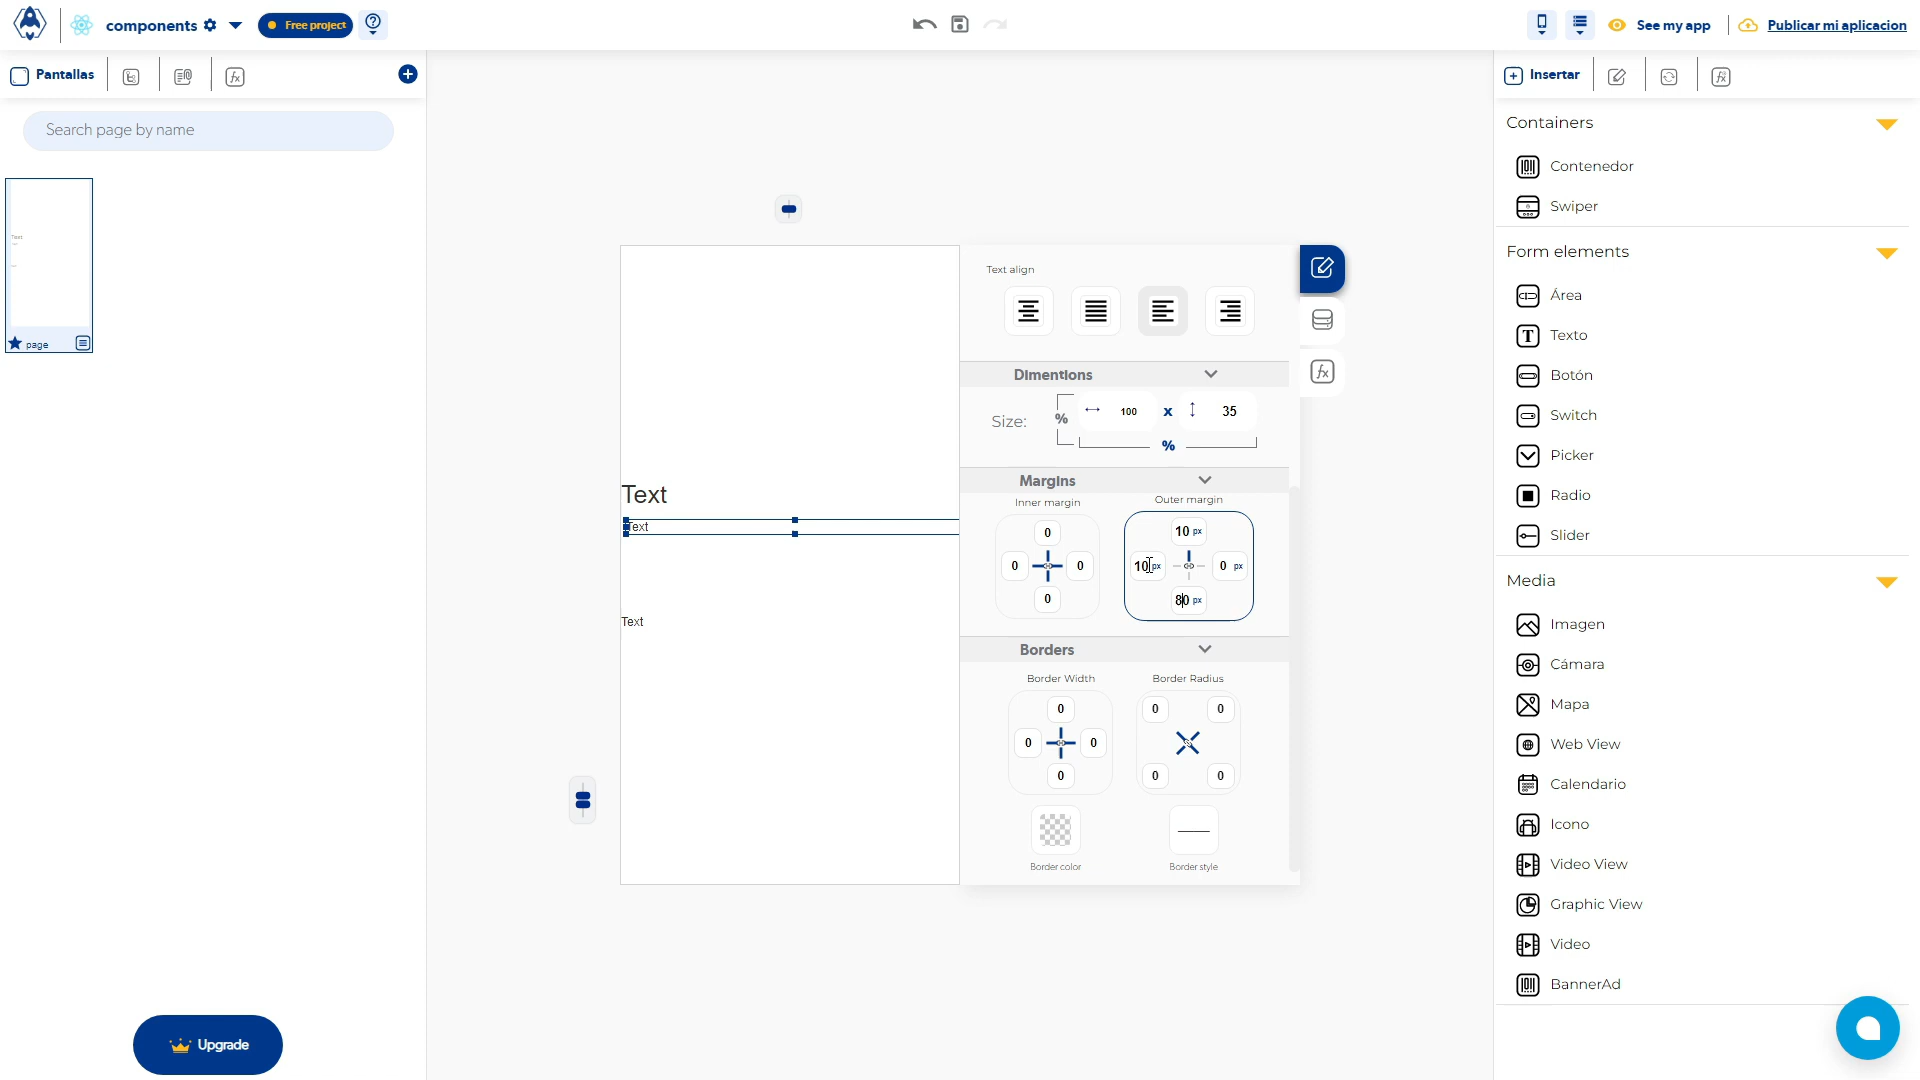 components
Free project
See my app
Publicar mi aplicacion
Pantallas
Insertar
Search page by name
page
Upgrade
Text
Text
Text
Text align
Dimentions
Size:
%
100
x
35
%
Margins
Inner margin
Outer margin
0
10 px
0
0
10 px
0 px
0
80 px
Borders
Border Width
Border Radius
0
0
0
0
0
0
0
0
Border color
Border style
Containers
Contenedor
Swiper
Form elements
Área
Texto
Botón
Switch
Picker
Radio
Slider
Media
Imagen
Cámara
Mapa
Web View
Calendario
Icono
Video View
Graphic View
Video
BannerAd